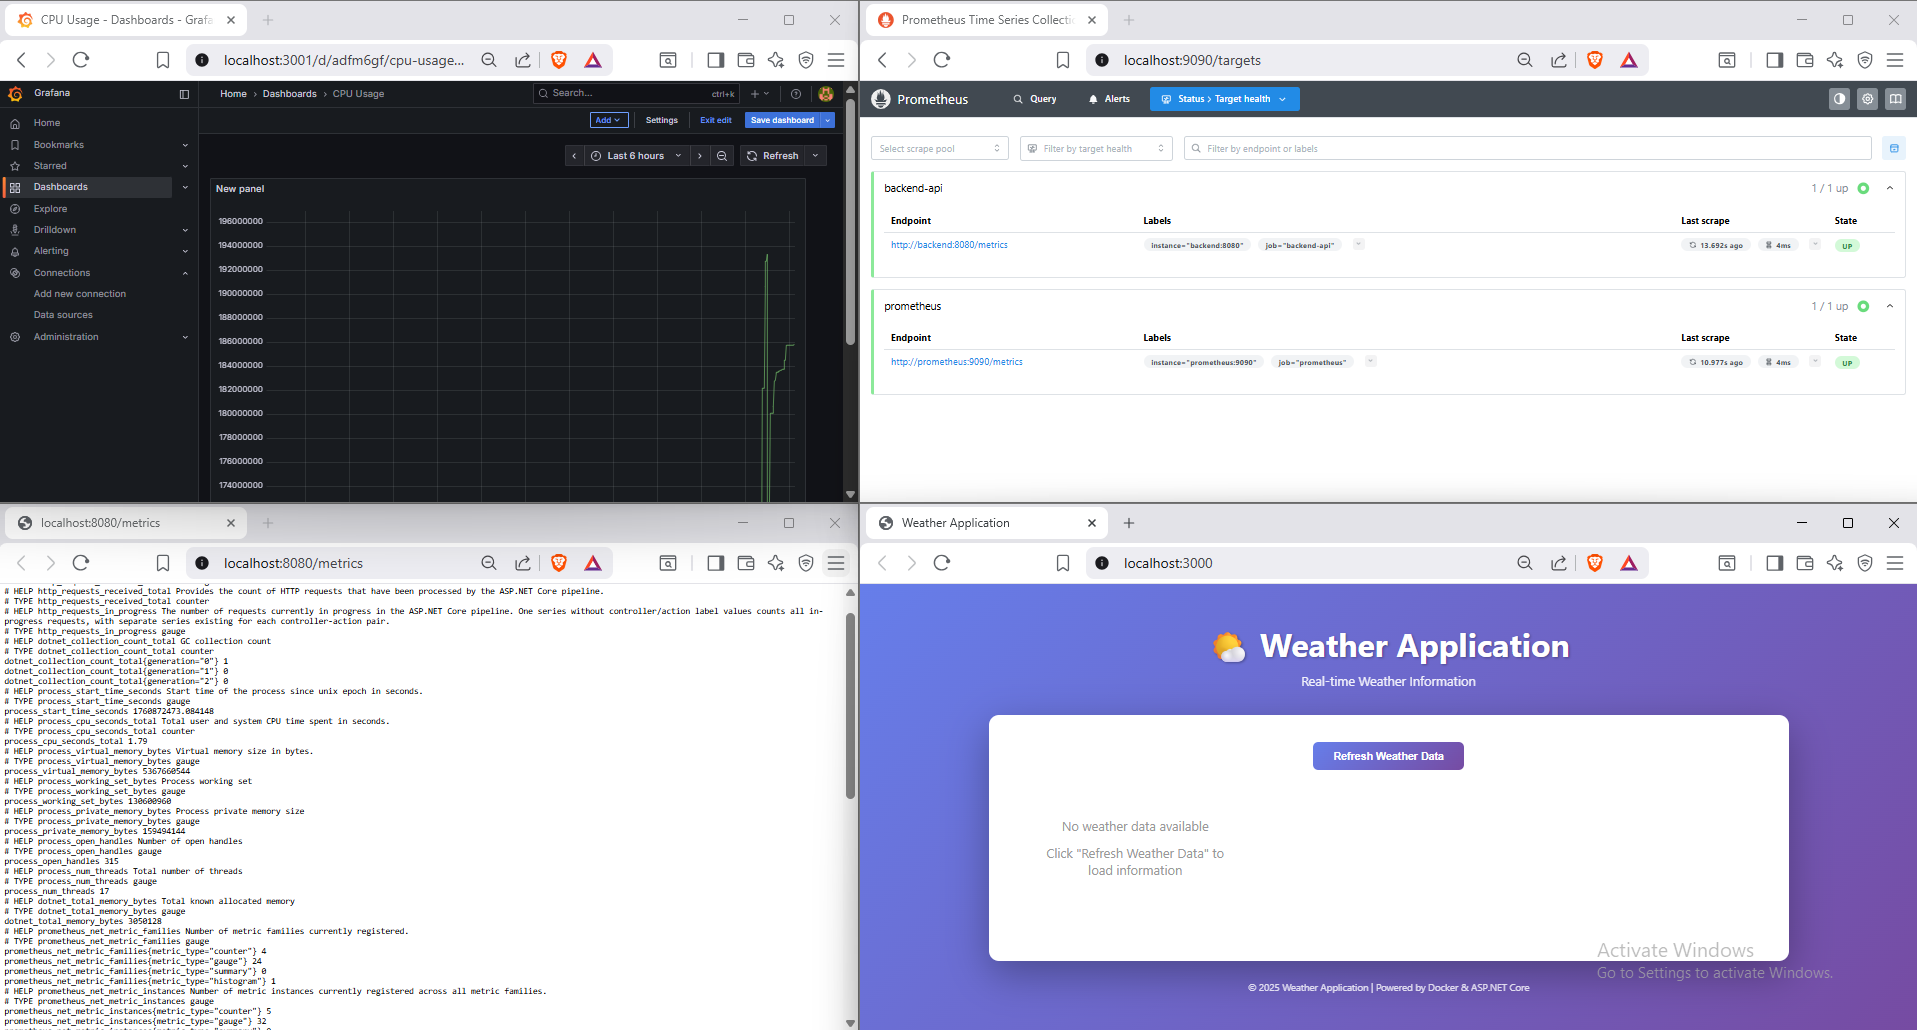 CPU Usage - Dashboards - Grafa
localhost:3001/d/adfm6gf/cpu-usage...
Grafana
Home › Dashboards › CPU Usage
Search... ctrl+k
Add Settings Exit edit Save dashboard
Last 6 hours Refresh
Home
Bookmarks
Starred
Dashboards
Explore
Drilldown
Alerting
Connections
Add new connection
Data sources
Administration
New panel
196000000
194000000
192000000
190000000
188000000
186000000
184000000
182000000
180000000
178000000
176000000
174000000
Prometheus Time Series Collecti
localhost:9090/targets
Prometheus Query Alerts Status › Target health
Select scrape pool Filter by target health Filter by endpoint or labels
backend-api 1 / 1 up
Endpoint Labels Last scrape State
http://backend:8080/metrics instance="backend:8080" job="backend-api" 13.692s ago 4ms UP
prometheus 1 / 1 up
Endpoint Labels Last scrape State
http://prometheus:9090/metrics instance="prometheus:9090" job="prometheus" 10.977s ago 4ms UP
localhost:8080/metrics
localhost:8080/metrics
# HELP http_requests_received_total Provides the count of HTTP requests that have been processed by the ASP.NET Core pipeline.
# TYPE http_requests_received_total counter
# HELP http_requests_in_progress The number of requests currently in progress in the ASP.NET Core pipeline. One series without controller/action label values counts all in-
progress requests, with separate series existing for each controller-action pair.
# TYPE http_requests_in_progress gauge
# HELP dotnet_collection_count_total GC collection count
# TYPE dotnet_collection_count_total counter
dotnet_collection_count_total{generation="0"} 1
dotnet_collection_count_total{generation="1"} 0
dotnet_collection_count_total{generation="2"} 0
# HELP process_start_time_seconds Start time of the process since unix epoch in seconds.
# TYPE process_start_time_seconds gauge
process_start_time_seconds 1760872473.084148
# HELP process_cpu_seconds_total Total user and system CPU time spent in seconds.
# TYPE process_cpu_seconds_total counter
process_cpu_seconds_total 1.79
# HELP process_virtual_memory_bytes Virtual memory size in bytes.
# TYPE process_virtual_memory_bytes gauge
process_virtual_memory_bytes 5367660544
# HELP process_working_set_bytes Process working set
# TYPE process_working_set_bytes gauge
process_working_set_bytes 130600960
# HELP process_private_memory_bytes Process private memory size
# TYPE process_private_memory_bytes gauge
process_private_memory_bytes 159494144
# HELP process_open_handles Number of open handles
# TYPE process_open_handles gauge
process_open_handles 315
# HELP process_num_threads Total number of threads
# TYPE process_num_threads gauge
process_num_threads 17
# HELP dotnet_total_memory_bytes Total known allocated memory
# TYPE dotnet_total_memory_bytes gauge
dotnet_total_memory_bytes 3050128
# HELP prometheus_net_metric_families Number of metric families currently registered.
# TYPE prometheus_net_metric_families gauge
prometheus_net_metric_families{metric_type="counter"} 4
prometheus_net_metric_families{metric_type="gauge"} 24
prometheus_net_metric_families{metric_type="summary"} 0
prometheus_net_metric_families{metric_type="histogram"} 1
# HELP prometheus_net_metric_instances Number of metric instances currently registered across all metric families.
# TYPE prometheus_net_metric_instances gauge
prometheus_net_metric_instances{metric_type="counter"} 5
prometheus_net_metric_instances{metric_type="gauge"} 32
Weather Application
localhost:3000
Weather Application
Real-time Weather Information
Refresh Weather Data
No weather data available
Click "Refresh Weather Data" to
load information
Activate Windows
Go to Settings to activate Windows.
© 2025 Weather Application | Powered by Docker & ASP.NET Core